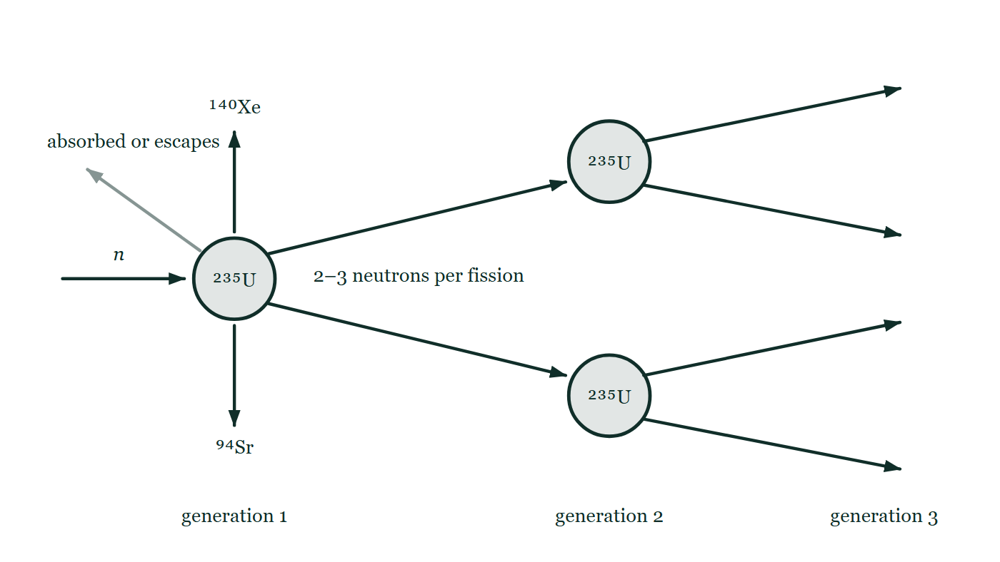 ¹⁴⁰Xe
absorbed or escapes
²³⁵U
n
2–3 neutrons per fission
²³⁵U
²³⁵U
⁹⁴Sr
generation 1
generation 2
generation 3